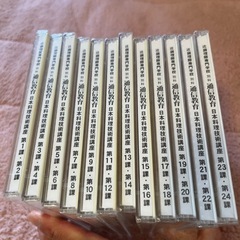 通信教育 日本料理技術講座 第1・第2課
通信教育 日本料理技術講座 第3・第4課
通信教育 日本料理技術講座 第5課・第6課
通信教育 日本料理技術講座 第7課・第8課
通信教育 日本料理技術講座 第9課・第10課
通信教育 日本料理技術講座 第11課・第12課
通信教育 日本料理技術講座 第13課・第14課
通信教育 日本料理技術講座 第15課・第16課
通信教育 日本料理技術講座 第17課・第18課
通信教育 日本料理技術講座 第19課・第20課
通信教育 日本料理技術講座 第21課・第22課
通信教育 日本料理技術講座 第23課・第24課